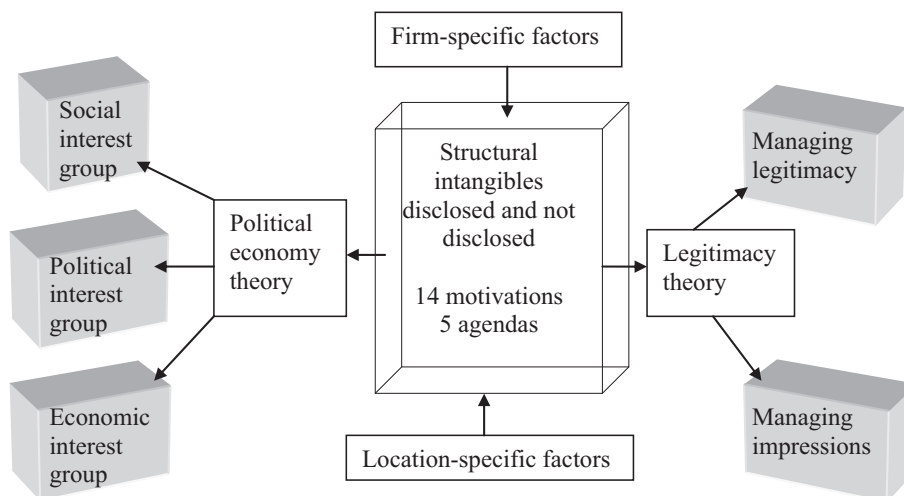 Firm-specific factors
Social
interest
group
Political
interest
group
Economic
interest
group
Political
economy
theory
Structural
intangibles
disclosed and not
disclosed
14 motivations
5 agendas
Legitimacy
theory
Managing
legitimacy
Managing
impressions
Location-specific factors